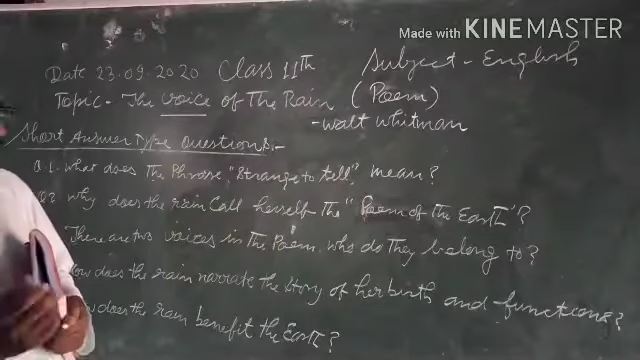 Made with KINEMASTER
Date 23.09.2020 Class 11th Subject - English
Topic - The Voice of The Rain (Poem)
- Walt Whitman
Short Answer Type Questions:-
Q.1. What does The Phrase "Strange to tell" mean?
Q2. Why does the rain call herself the "Poem of The Earth"?
There are two voices in The Poem. Who do They belong to?
How does the rain narrate the story of her birth and functions?
does the rain benefit the Earth?